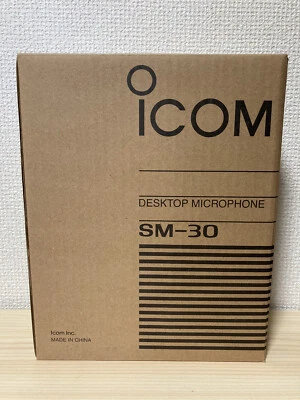 ICOM
DESKTOP MICROPHONE
SM-30
Icom Inc.
MADE IN CHINA